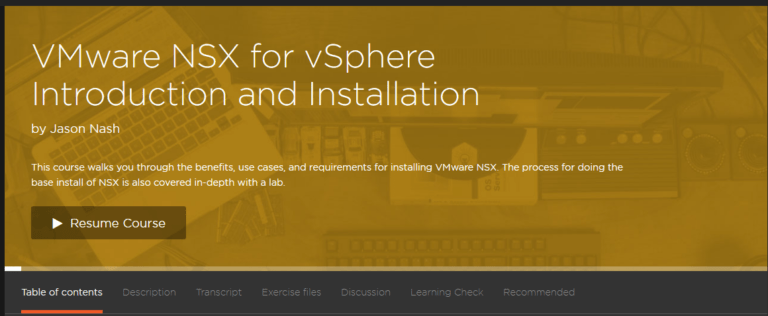 VMware NSX for vSphere
Introduction and Installation
by Jason Nash
This course walks you through the benefits, use cases, and requirements for installing VMware NSX. The process for doing the
base install of NSX is also covered in-depth with a lab.
Resume Course
Table of contents Description Transcript Exercise files Discussion Learning Check Recommended